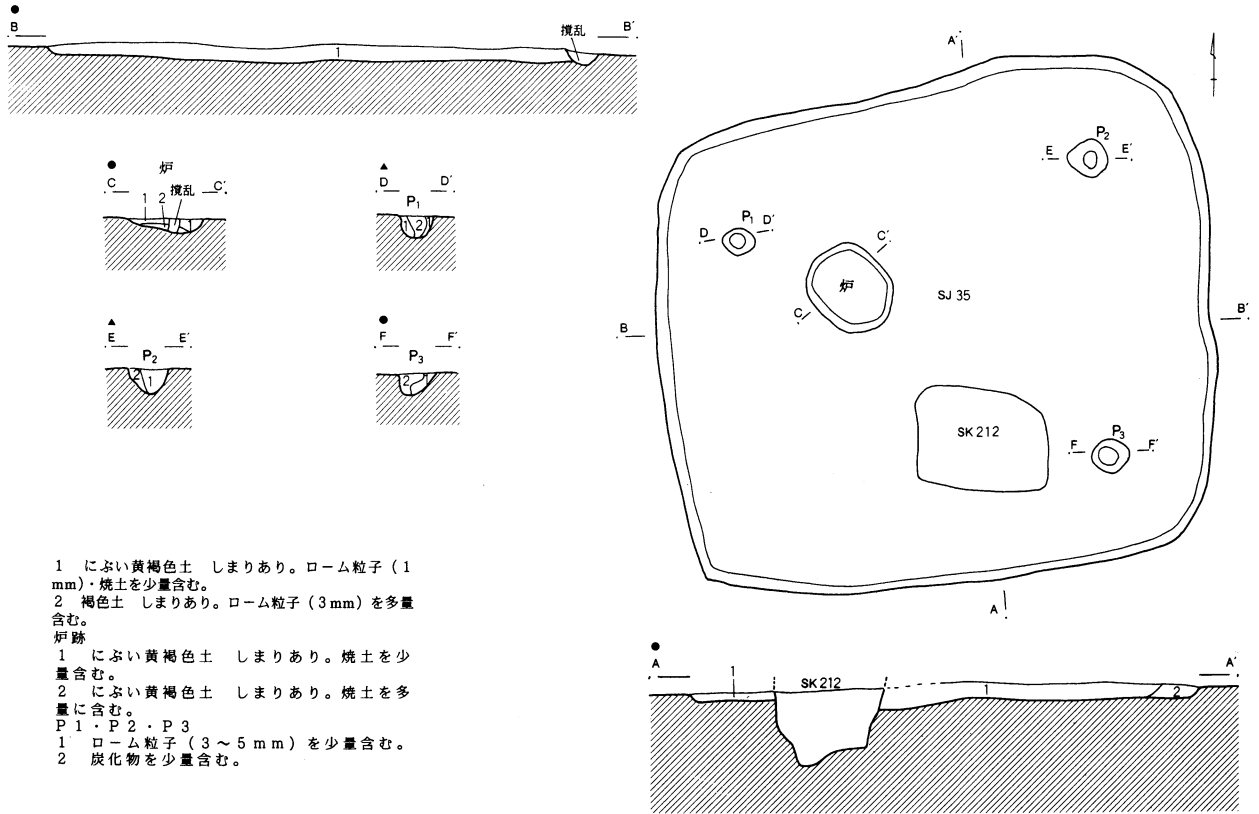 B B′
撹乱
1
炉
C C′
1 2 撹乱
1
D D′
P1
1 2
E E′
P2
2 1
F F′
P3
2
A′
P2
E E′
P1
D D′
C′
炉
C
SJ 35
B B′
SK 212
P3
F F′
A
A A′
1 SK 212 1 2
1 にぶい黄褐色土 しまりあり。ローム粒子（1
mm）・焼土を少量含む。
2 褐色土 しまりあり。ローム粒子（3mm）を多量
含む。
炉跡
1 にぶい黄褐色土 しまりあり。焼土を少
量含む。
2 にぶい黄褐色土 しまりあり。焼土を多
量に含む。
P1・P2・P3
1 ローム粒子（3～5mm）を少量含む。
2 炭化物を少量含む。